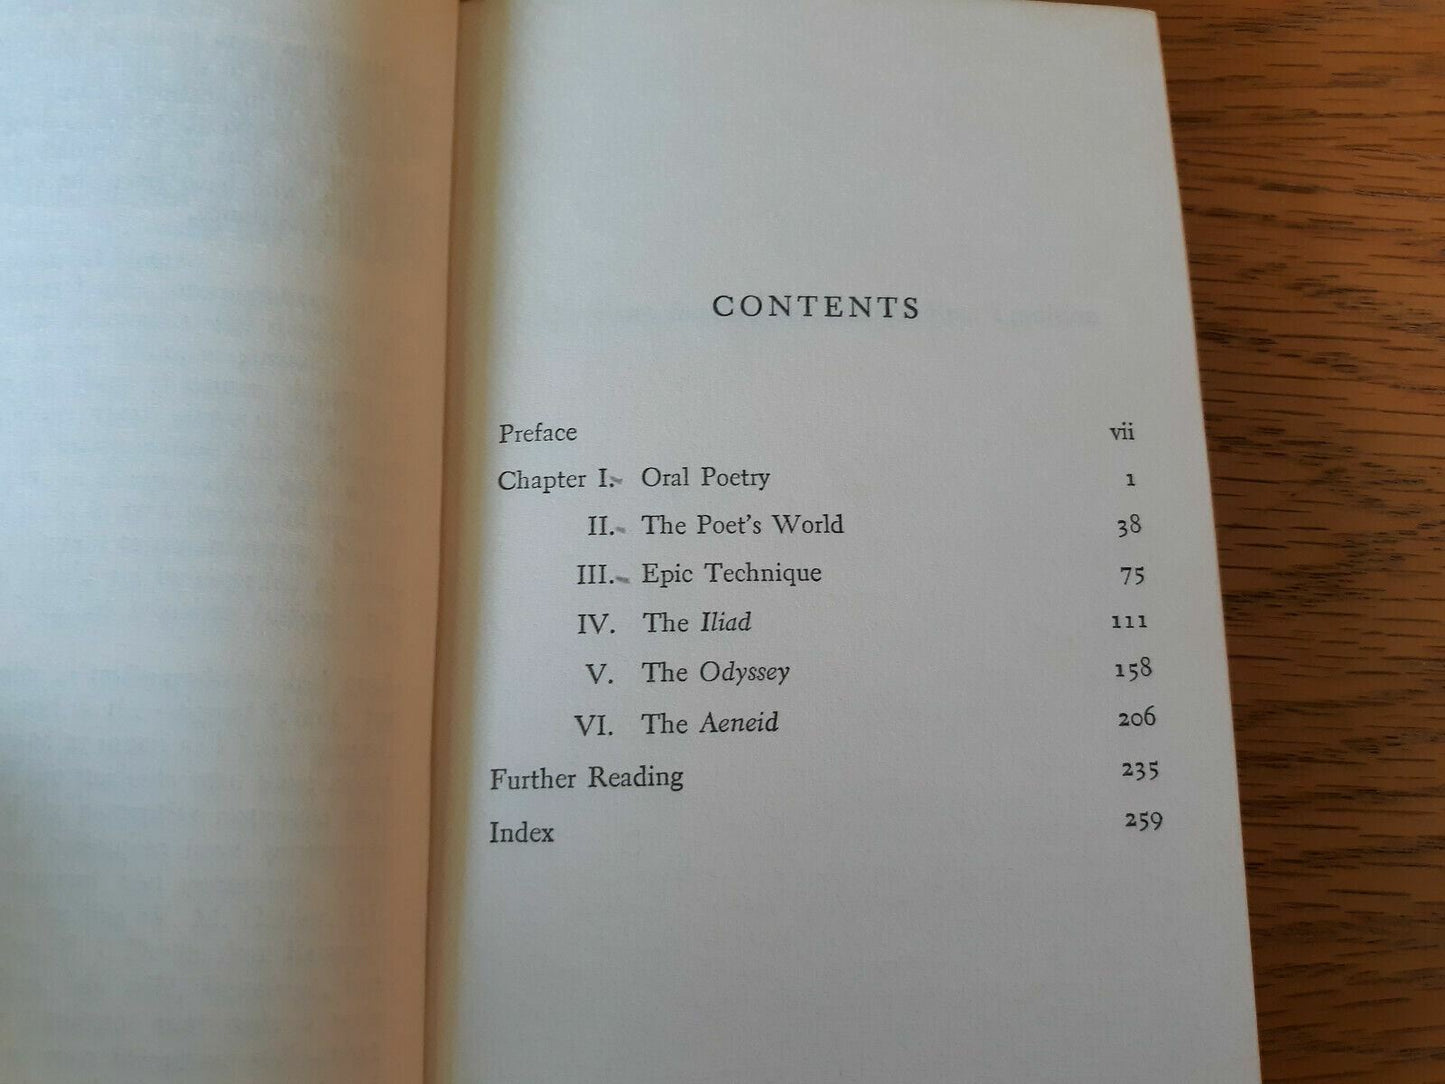 CONTENTS
Preface vii
Chapter I. Oral Poetry 1
II. The Poet's World 38
III. Epic Technique 75
IV. The Iliad 111
V. The Odyssey 158
VI. The Aeneid 206
Further Reading 235
Index 259